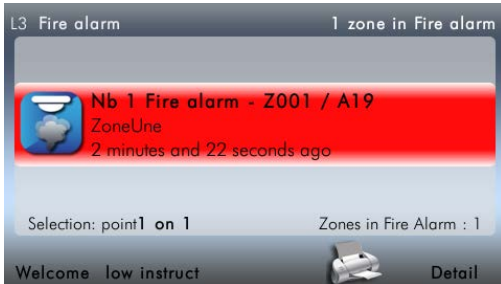 L3 Fire alarm 1 zone in Fire alarm
Nb 1 Fire alarm - Z001 / A19
ZoneUne
2 minutes and 22 seconds ago
Selection: point1 on 1 Zones in Fire Alarm : 1
Welcome low instruct Detail